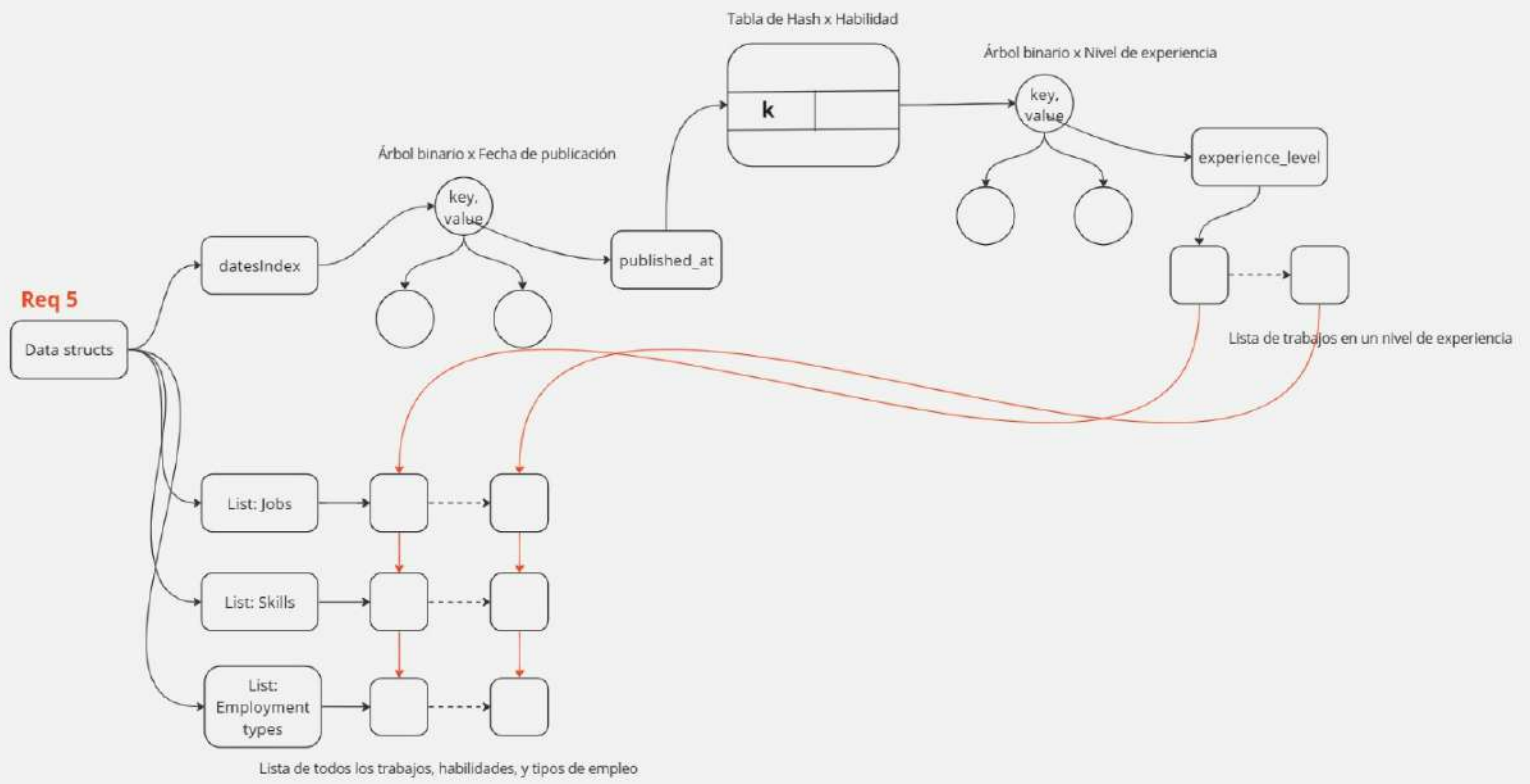 Tabla de Hash x Habilidad
Árbol binario x Nivel de experiencia
key,
value
k
experience_level
Árbol binario x Fecha de publicación
key,
value
published_at
datesIndex
Req 5
Data structs
Lista de trabajos en un nivel de experiencia
List: Jobs
List: Skills
List:
Employment
types
Lista de todos los trabajos, habilidades, y tipos de empleo